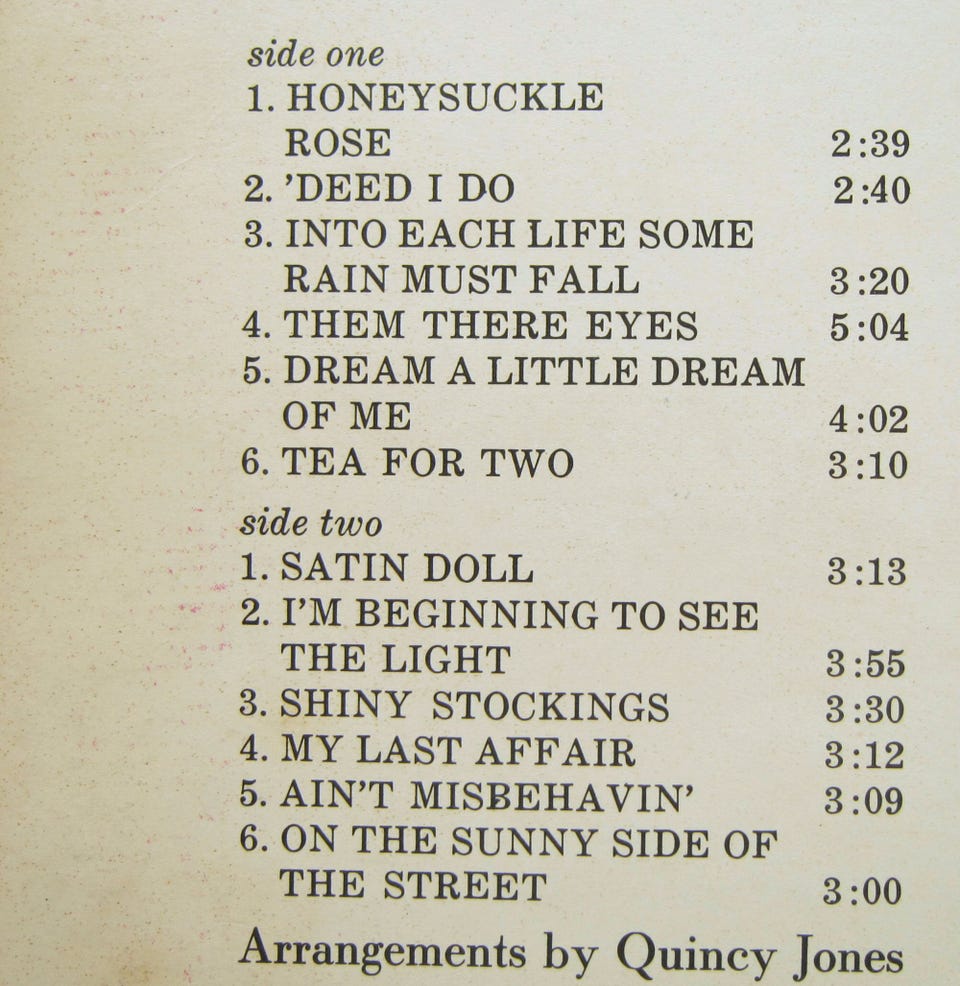 side one
1. HONEYSUCKLE
ROSE 2:39
2. ’DEED I DO 2:40
3. INTO EACH LIFE SOME
RAIN MUST FALL 3:20
4. THEM THERE EYES 5:04
5. DREAM A LITTLE DREAM
OF ME 4:02
6. TEA FOR TWO 3:10
side two
1. SATIN DOLL 3:13
2. I’M BEGINNING TO SEE
THE LIGHT 3:55
3. SHINY STOCKINGS 3:30
4. MY LAST AFFAIR 3:12
5. AIN’T MISBEHAVIN’ 3:09
6. ON THE SUNNY SIDE OF
THE STREET 3:00
Arrangements by Quincy Jones